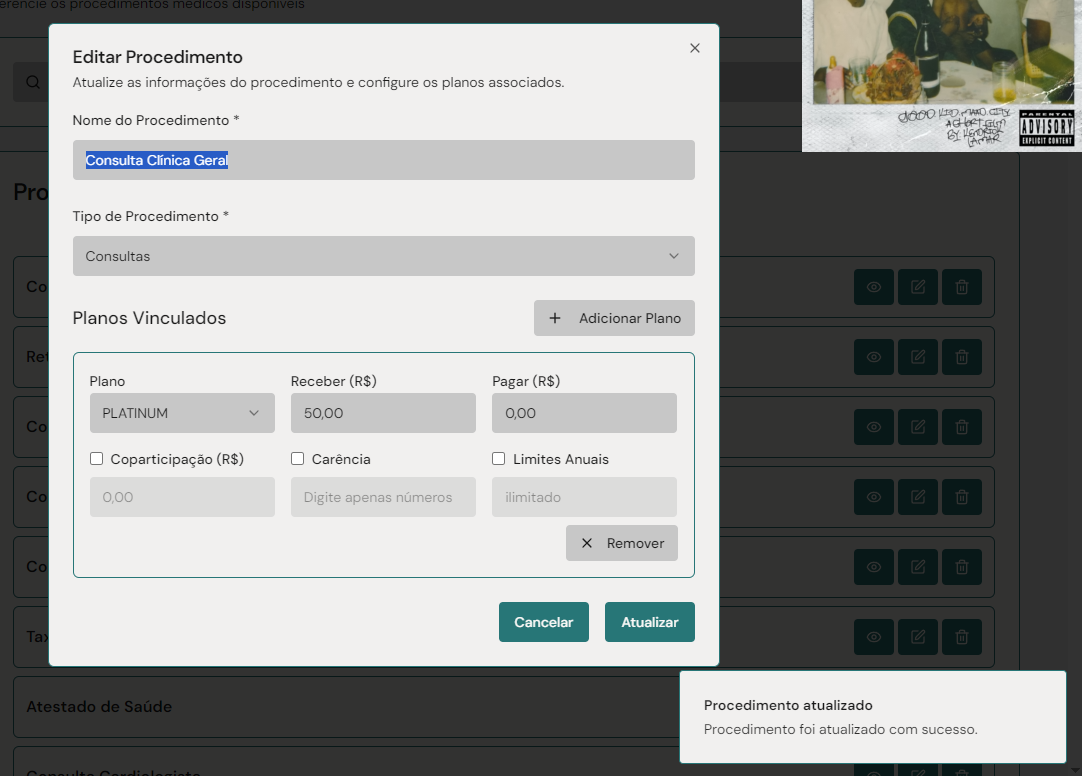 erencie os procedimentos médicos disponíveis
Editar Procedimento
Atualize as informações do procedimento e configure os planos associados.
Nome do Procedimento *
Consulta Clínica Geral
Tipo de Procedimento *
Consultas
Planos Vinculados
Adicionar Plano
Plano
Receber (R$)
Pagar (R$)
PLATINUM
50,00
0,00
Coparticipação (R$)
Carência
Limites Anuais
0,00
Digite apenas números
ilimitado
Remover
Cancelar
Atualizar
Pro
Co
Ret
Co
Co
Co
Tax
Atestado de Saúde
Consulta Cardiologista
Procedimento atualizado
Procedimento foi atualizado com sucesso.
good kid, m.A.A.d city
A SHORT FILM
BY KENDRICK
LAMAR
PARENTAL
ADVISORY
EXPLICIT CONTENT